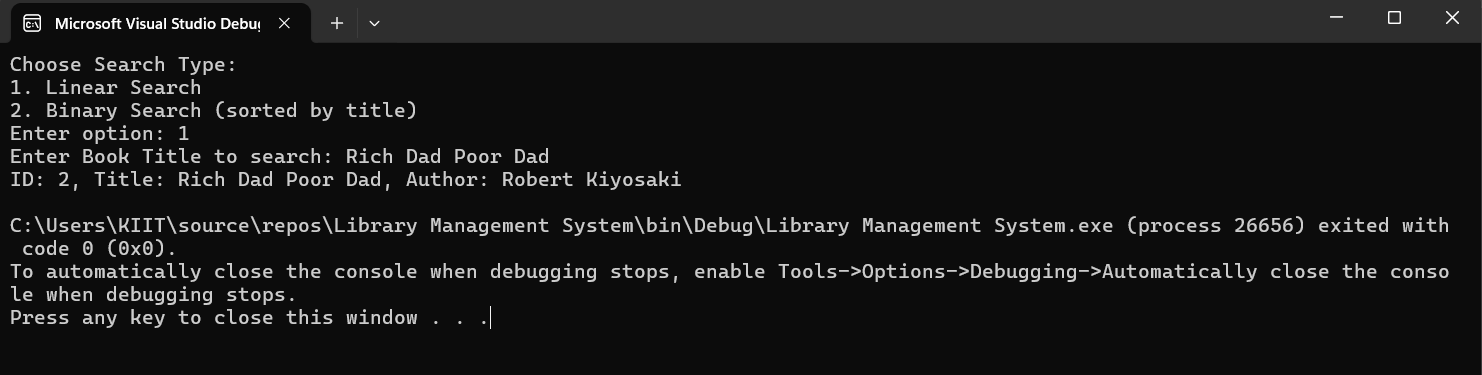 Microsoft Visual Studio Debug
Choose Search Type:
1. Linear Search
2. Binary Search (sorted by title)
Enter option: 1
Enter Book Title to search: Rich Dad Poor Dad
ID: 2, Title: Rich Dad Poor Dad, Author: Robert Kiyosaki
C:\Users\KIIT\source\repos\Library Management System\bin\Debug\Library Management System.exe (process 26656) exited with
code 0 (0x0).
To automatically close the console when debugging stops, enable Tools->Options->Debugging->Automatically close the conso
le when debugging stops.
Press any key to close this window . . .